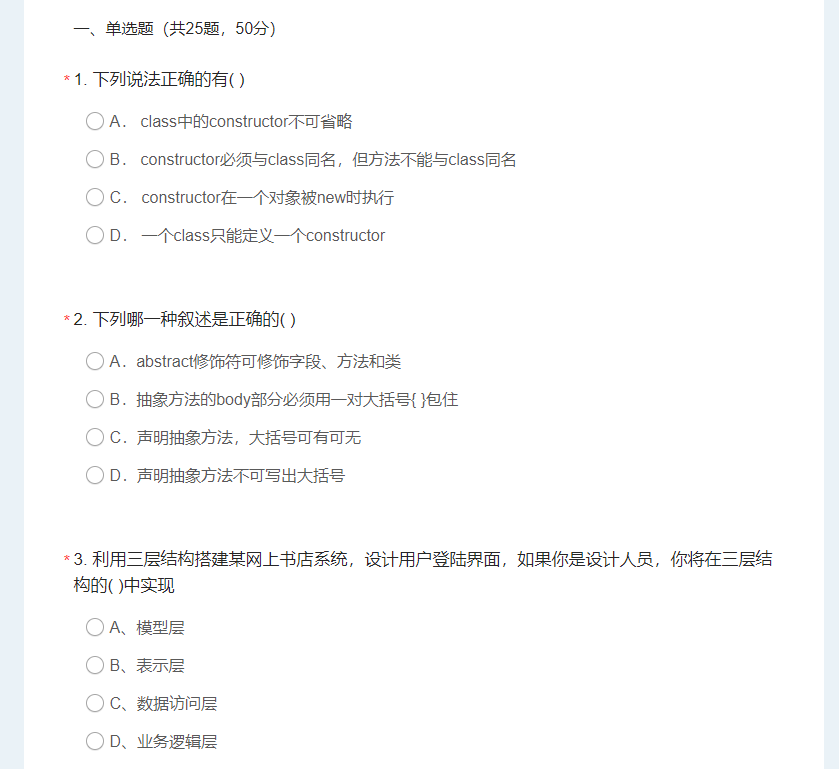 一、单选题（共25题，50分）
*1. 下列说法正确的有( )
A． class中的constructor不可省略
B． constructor必须与class同名，但方法不能与class同名
C． constructor在一个对象被new时执行
D． 一个class只能定义一个constructor
*2. 下列哪一种叙述是正确的( )
A．abstract修饰符可修饰字段、方法和类
B．抽象方法的body部分必须用一对大括号{ }包住
C．声明抽象方法，大括号可有可无
D．声明抽象方法不可写出大括号
*3. 利用三层结构搭建某网上书店系统，设计用户登陆界面，如果你是设计人员，你将在三层结
构的( )中实现
A、模型层
B、表示层
C、数据访问层
D、业务逻辑层